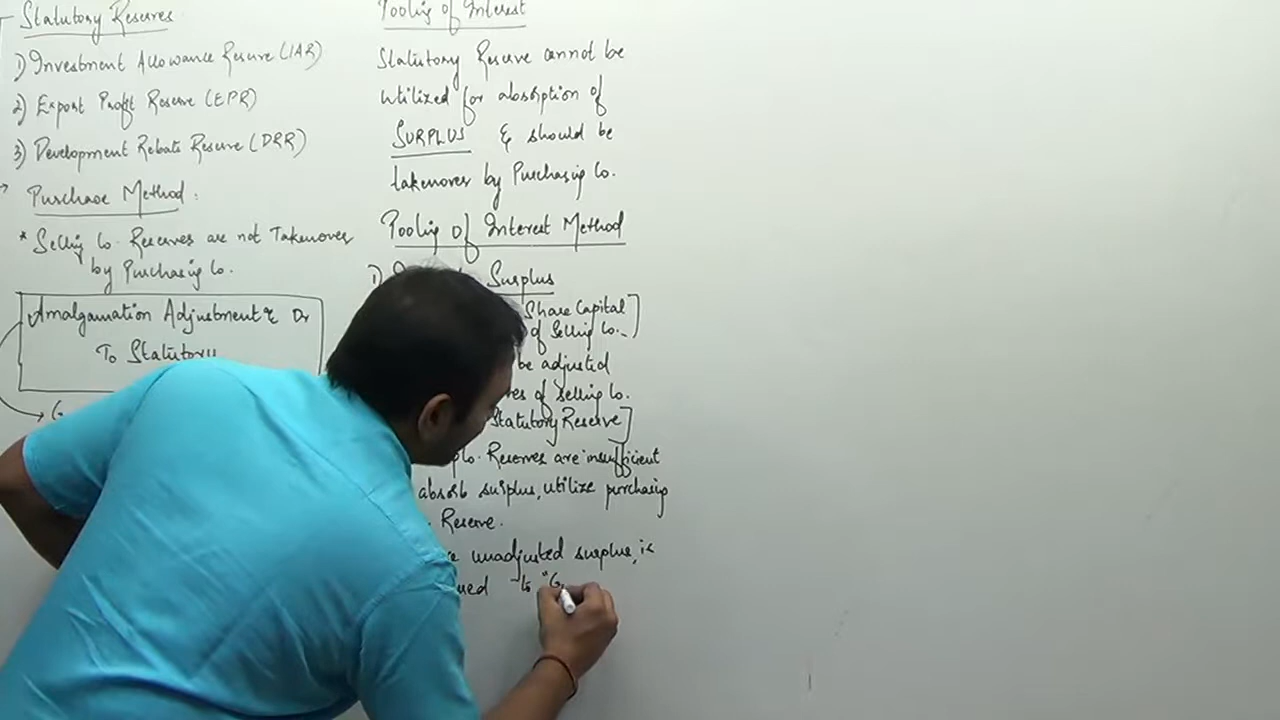 Statutory Reserves
1) Investment Allowance Reserve (IAR)
2) Export Profit Reserve (EPR)
3) Development Rebate Reserve (DRR)
Purchase Method :
* Selling Co. Reserves are not Takenover
by Purchasing Co.
Amalgamation Adjustment Dr
To Statutory
Pooling of Interest
Statutory Reserve cannot be
utilized for absorption of
SURPLUS & should be
takenover by Purchasing Co.
Pooling of Interest Method
1) Surplus
Share Capital
of Selling Co.
be adjusted
of Selling Co.
Statutory Reserve]
Reserves are insufficient
absorb surplus, utilize purchasing
Reserve.
unadjusted surplus, is
to "G